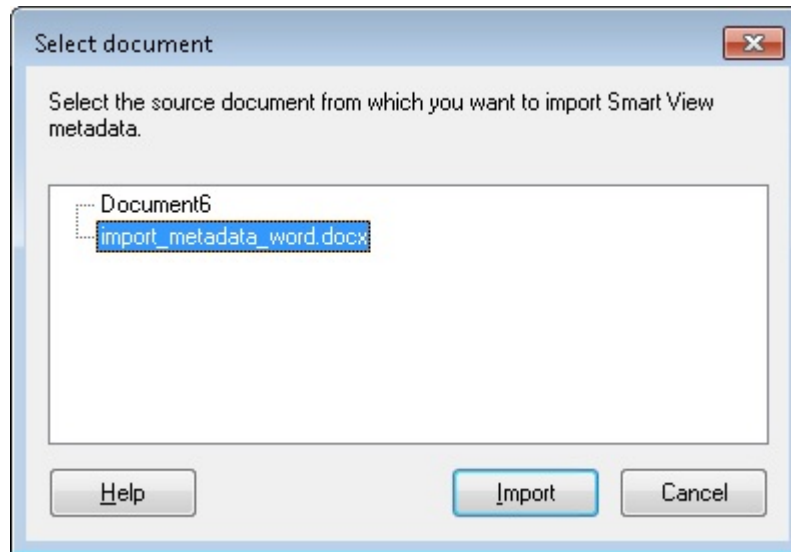 Select document
Select the source document from which you want to import Smart View
metadata.
Document6
import_metadata_word.docx
Help
Import
Cancel